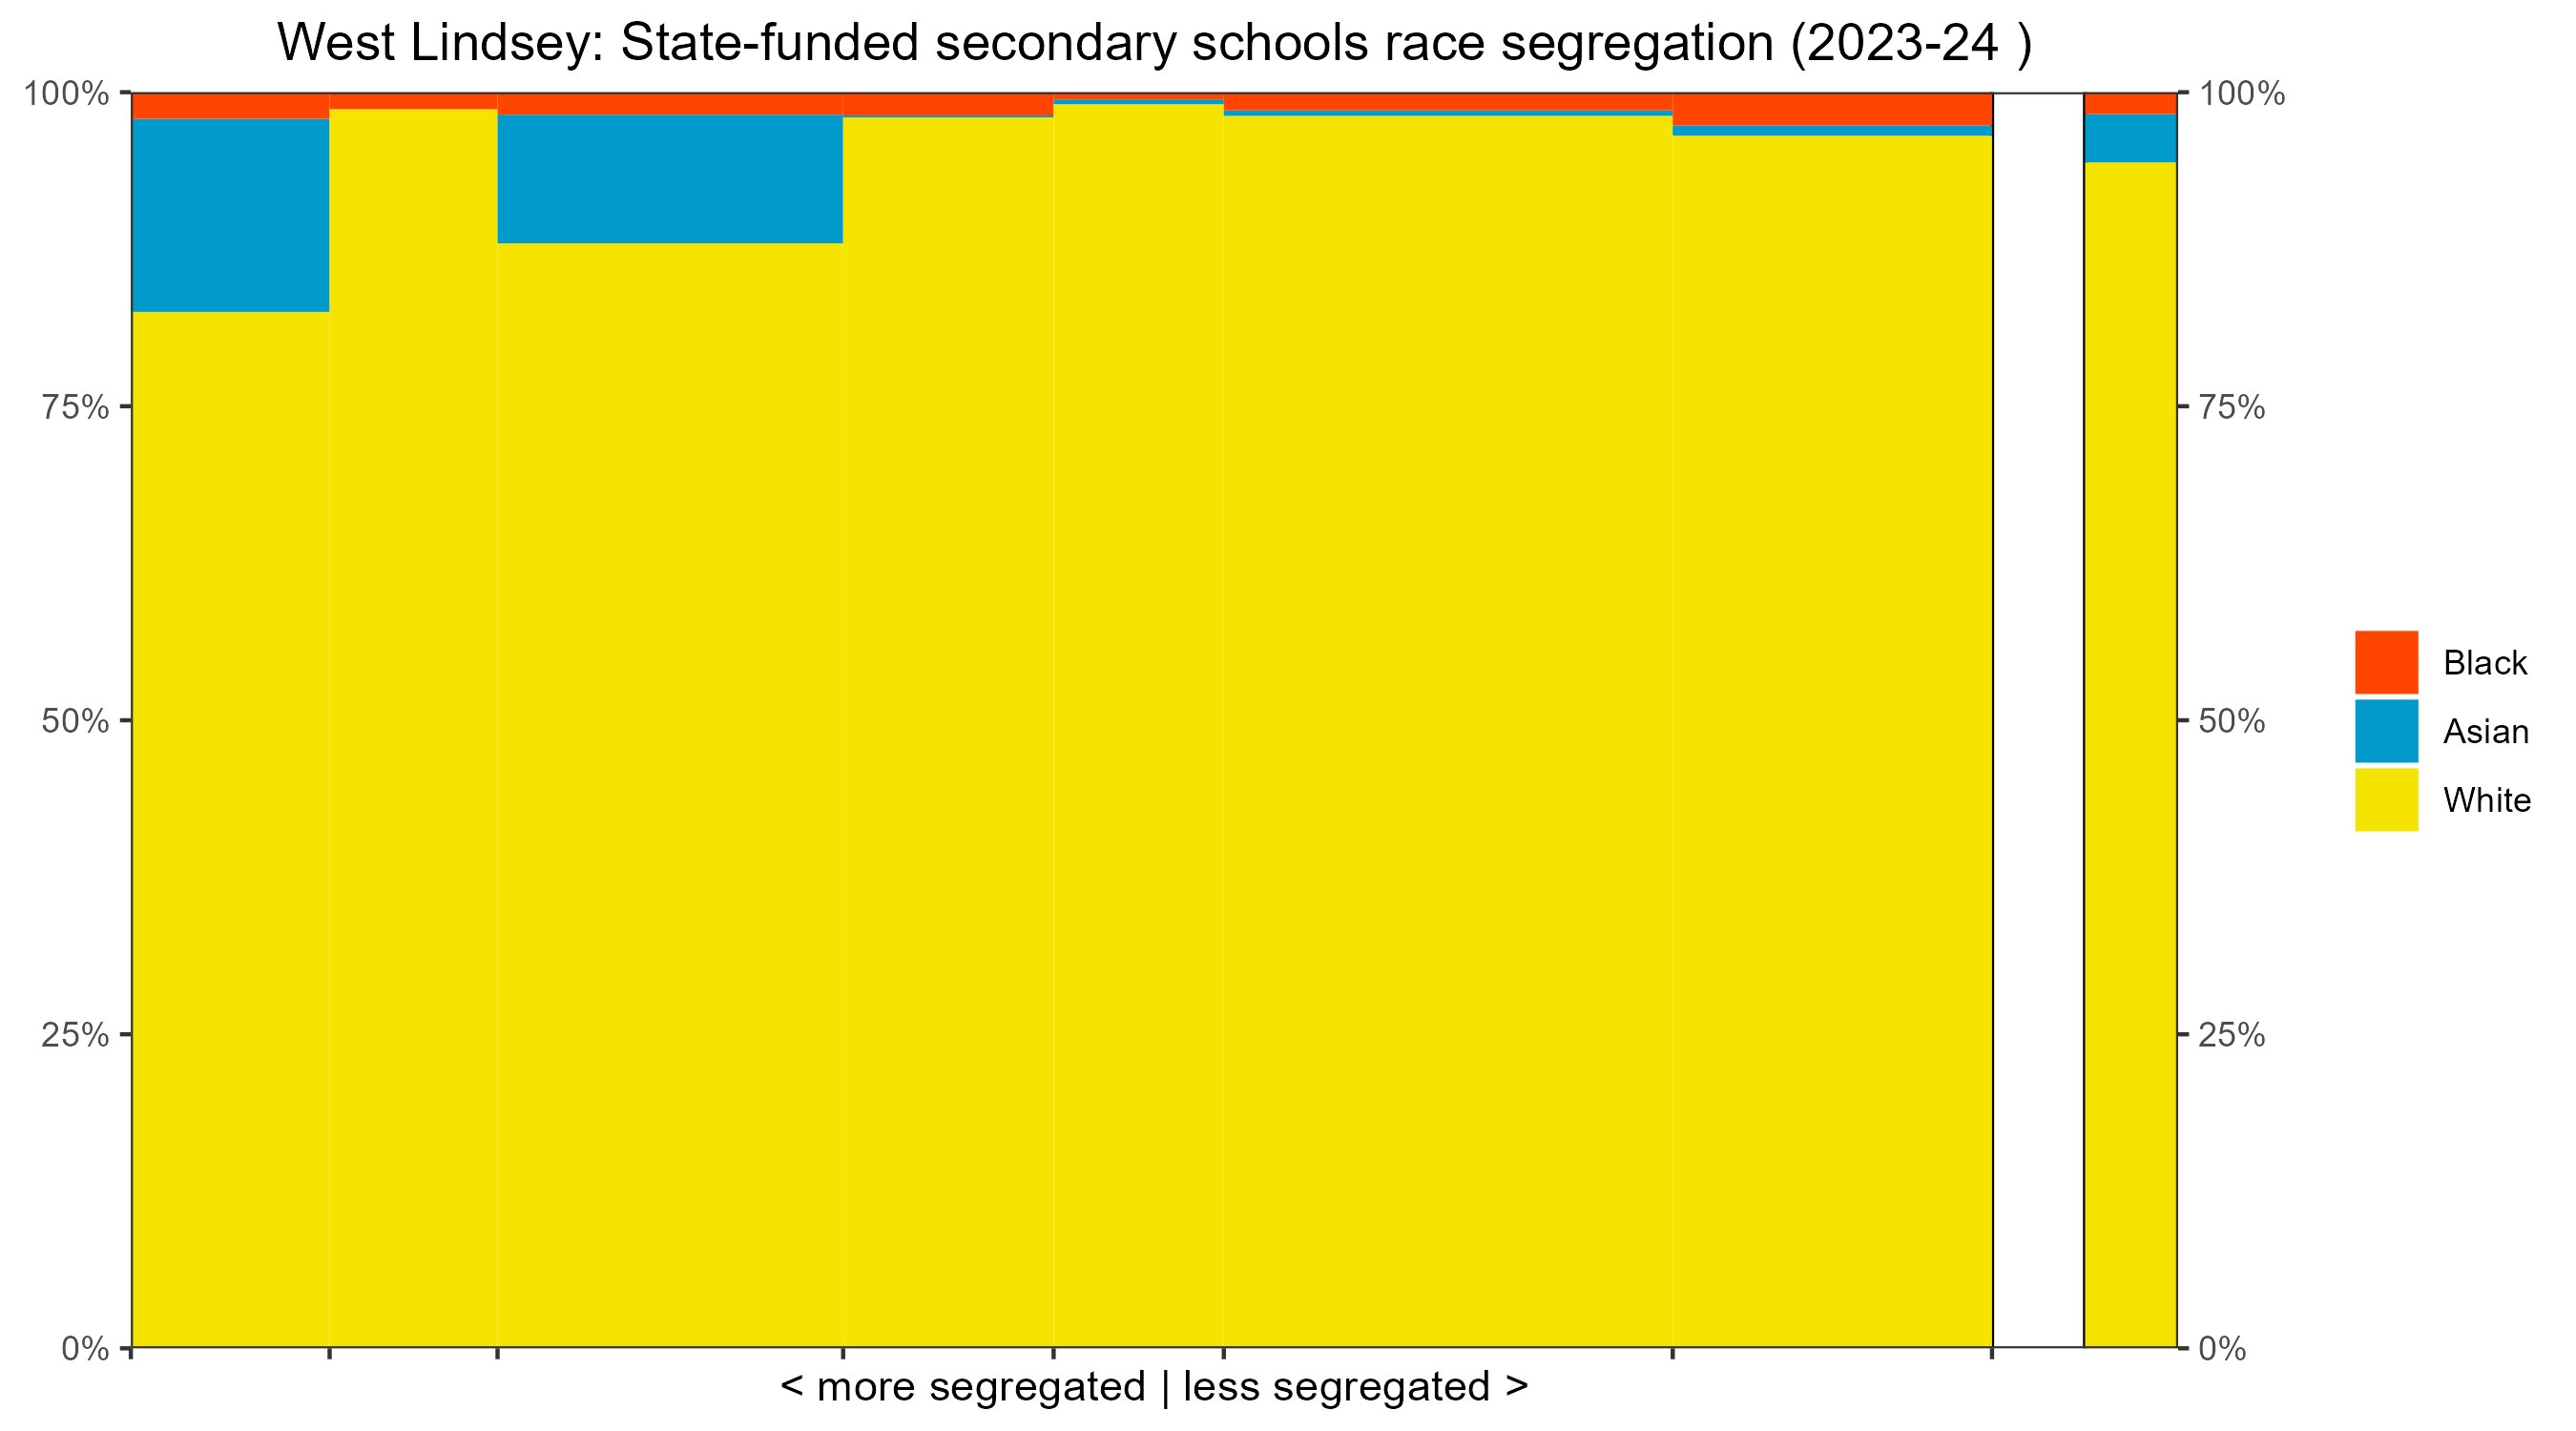 West Lindsey: State-funded secondary schools race segregation (2023-24 )
100%
75%
50%
25%
0%
100%
75%
50%
25%
0%
Black
Asian
White
< more segregated | less segregated >